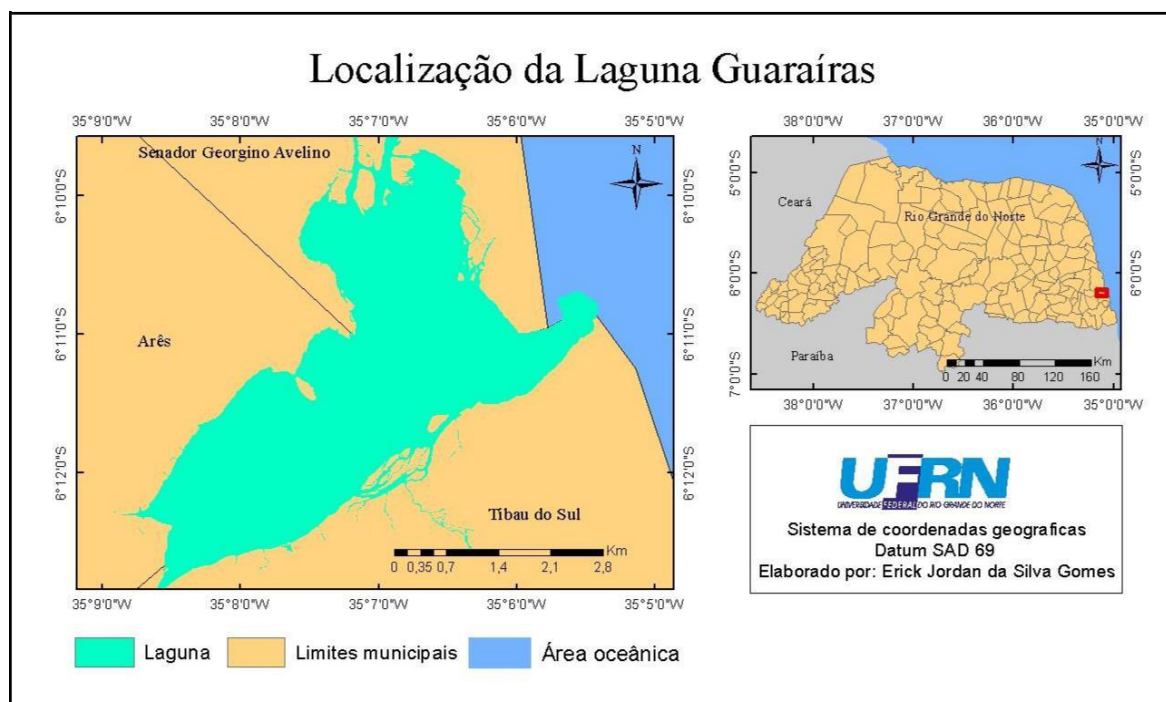 Localização da Laguna Guaraíras
35°9'0"W 35°8'0"W 35°7'0"W 35°6'0"W 35°5'0"W
Senador Georgino Avelino
N
6°10'0"S 6°10'0"S
Arês
6°11'0"S 6°11'0"S
6°12'0"S 6°12'0"S
Tibau do Sul
Km
0 0,35 0,7 1,4 2,1 2,8
35°9'0"W 35°8'0"W 35°7'0"W 35°6'0"W 35°5'0"W
38°0'0"W 37°0'0"W 36°0'0"W 35°0'0"W
N
5°0'0"S 5°0'0"S
Ceará
Rio Grande do Norte
6°0'0"S 6°0'0"S
Paraíba
Km
0 20 40 80 120 160
7°0'0"S 7°0'0"S
38°0'0"W 37°0'0"W 36°0'0"W 35°0'0"W
UFRN
UNIVERSIDADE FEDERAL DO RIO GRANDE DO NORTE
Sistema de coordenadas geograficas
Datum SAD 69
Elaborado por: Erick Jordan da Silva Gomes
Laguna Limites municipais Área oceânica